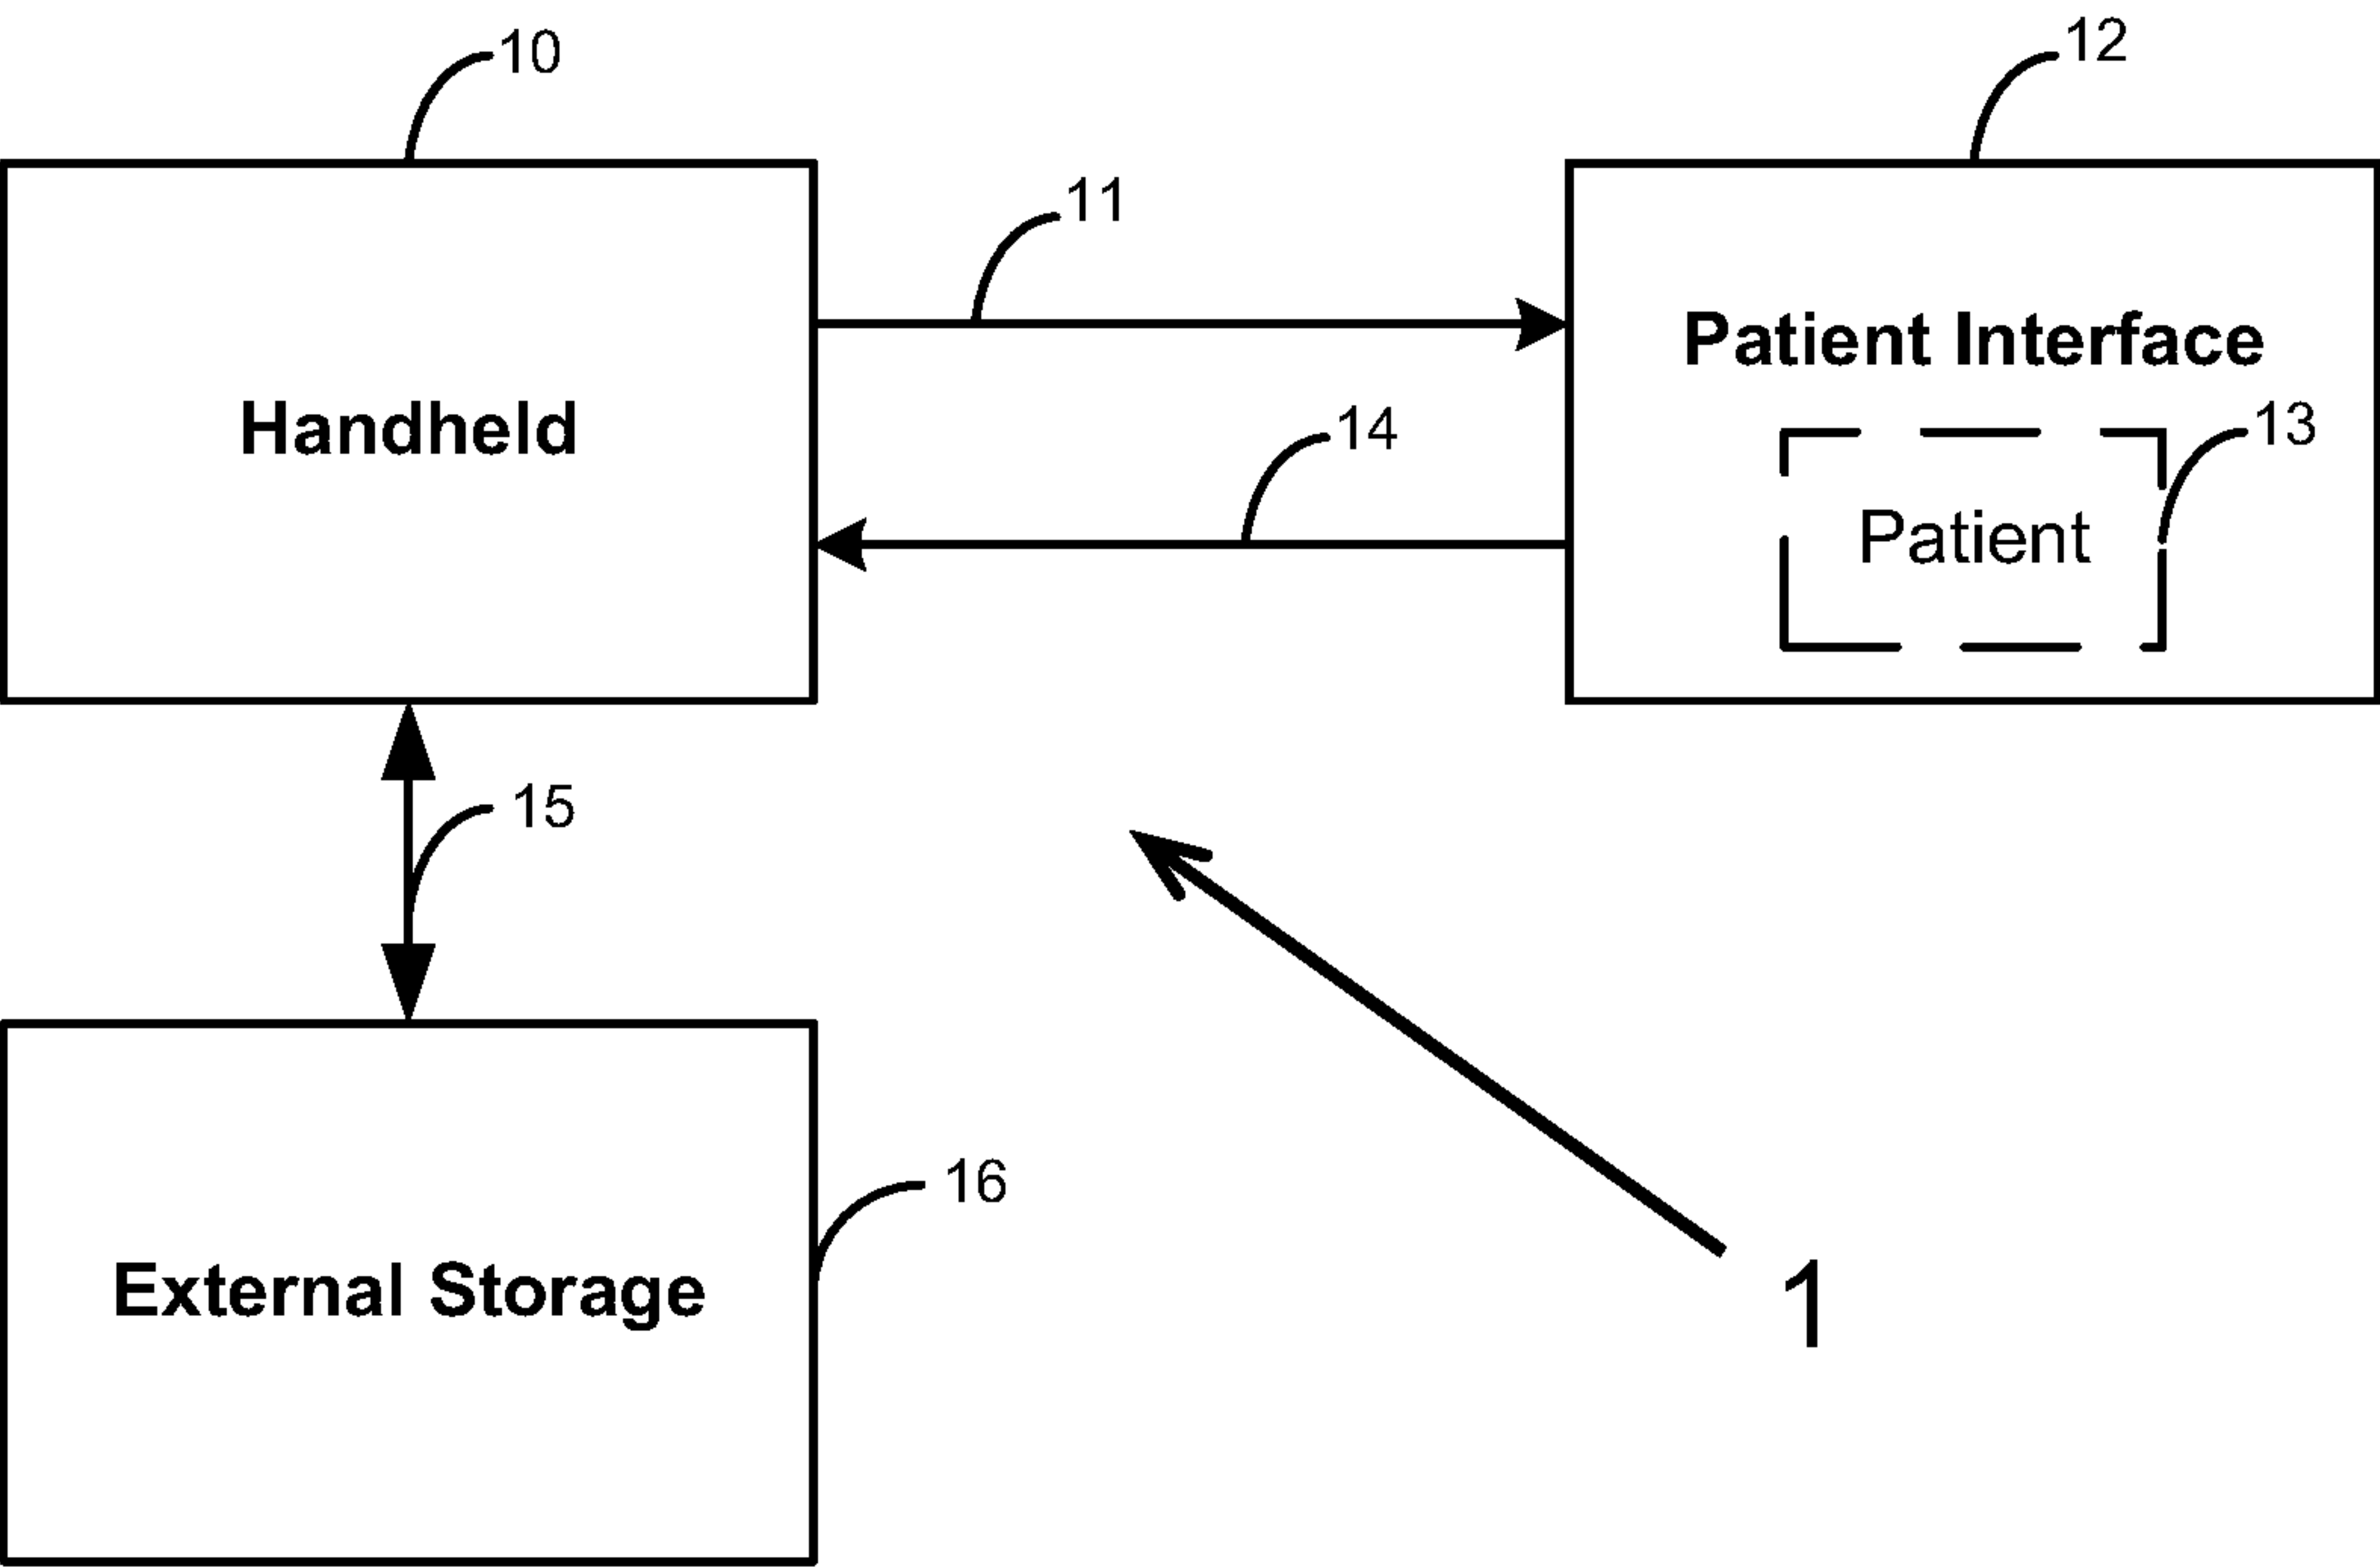 10
12
11
Patient Interface
Handheld
14
13
Patient
15
16
External Storage
1